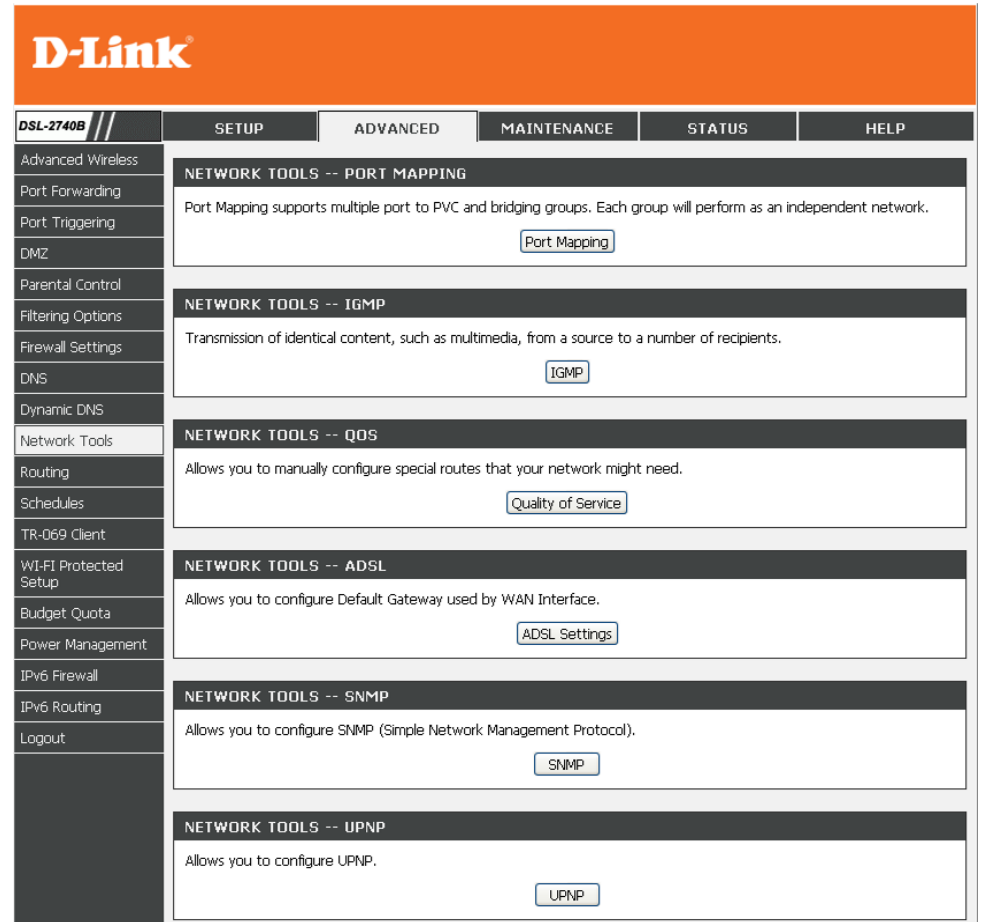 D-Link
DSL-2740B
SETUP
ADVANCED
MAINTENANCE
STATUS
HELP
Advanced Wireless
Port Forwarding
Port Triggering
DMZ
Parental Control
Filtering Options
Firewall Settings
DNS
Dynamic DNS
Network Tools
Routing
Schedules
TR-069 Client
WI-FI Protected
Setup
Budget Quota
Power Management
IPv6 Firewall
IPv6 Routing
Logout
NETWORK TOOLS -- PORT MAPPING
Port Mapping supports multiple port to PVC and bridging groups. Each group will perform as an independent network.
Port Mapping
NETWORK TOOLS -- IGMP
Transmission of identical content, such as multimedia, from a source to a number of recipients.
IGMP
NETWORK TOOLS -- QOS
Allows you to manually configure special routes that your network might need.
Quality of Service
NETWORK TOOLS -- ADSL
Allows you to configure Default Gateway used by WAN Interface.
ADSL Settings
NETWORK TOOLS -- SNMP
Allows you to configure SNMP (Simple Network Management Protocol).
SNMP
NETWORK TOOLS -- UPNP
Allows you to configure UPNP.
UPNP